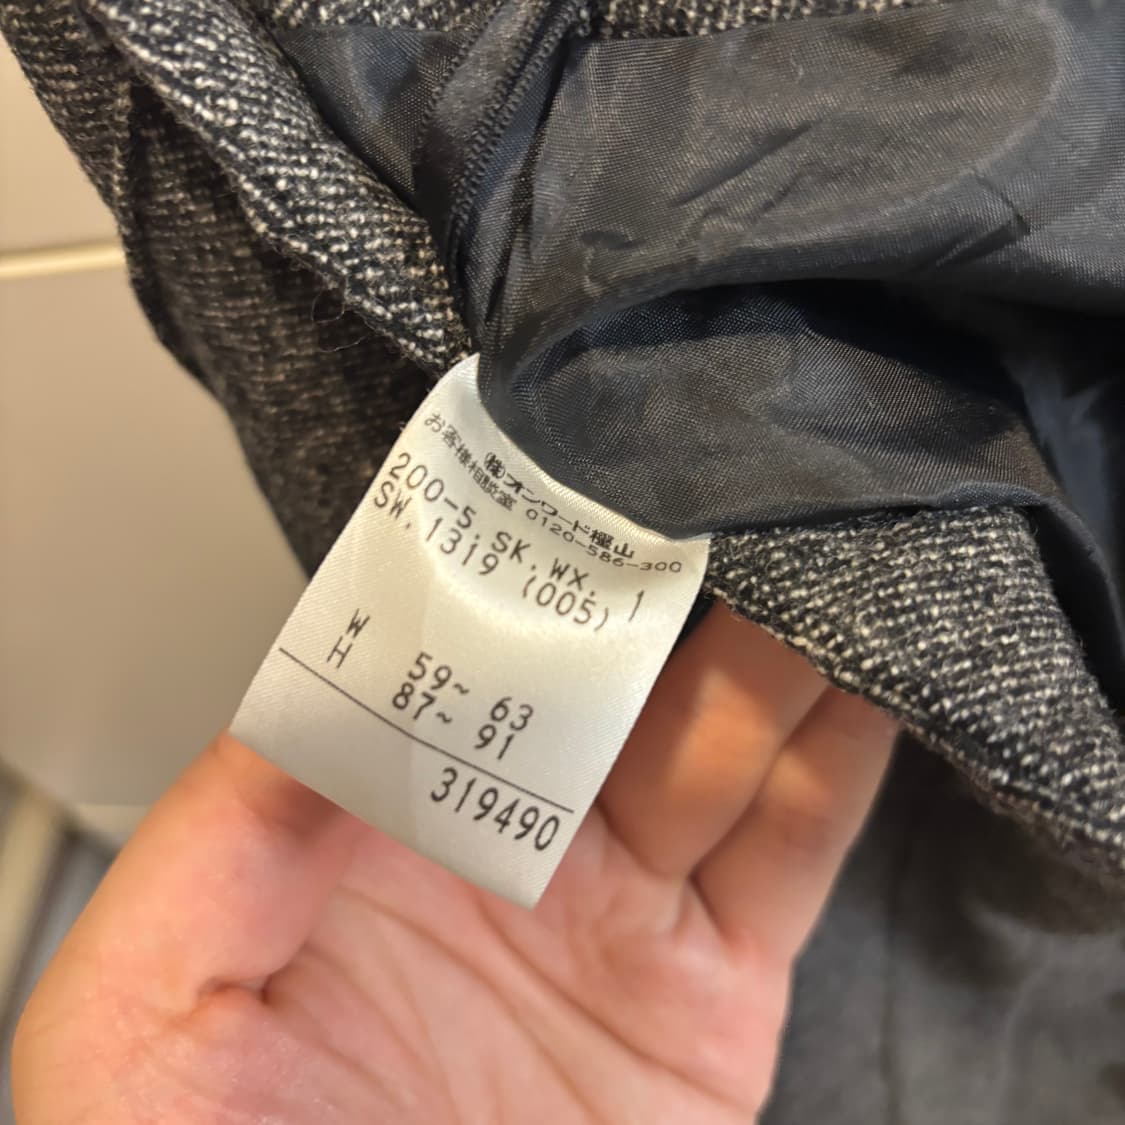 (株)オンワード樫山
お客様相談室 0120-586-300
200-5.SK.WX. 1
SW.1319 (005)
W 59~ 63
H 87~ 91
319490